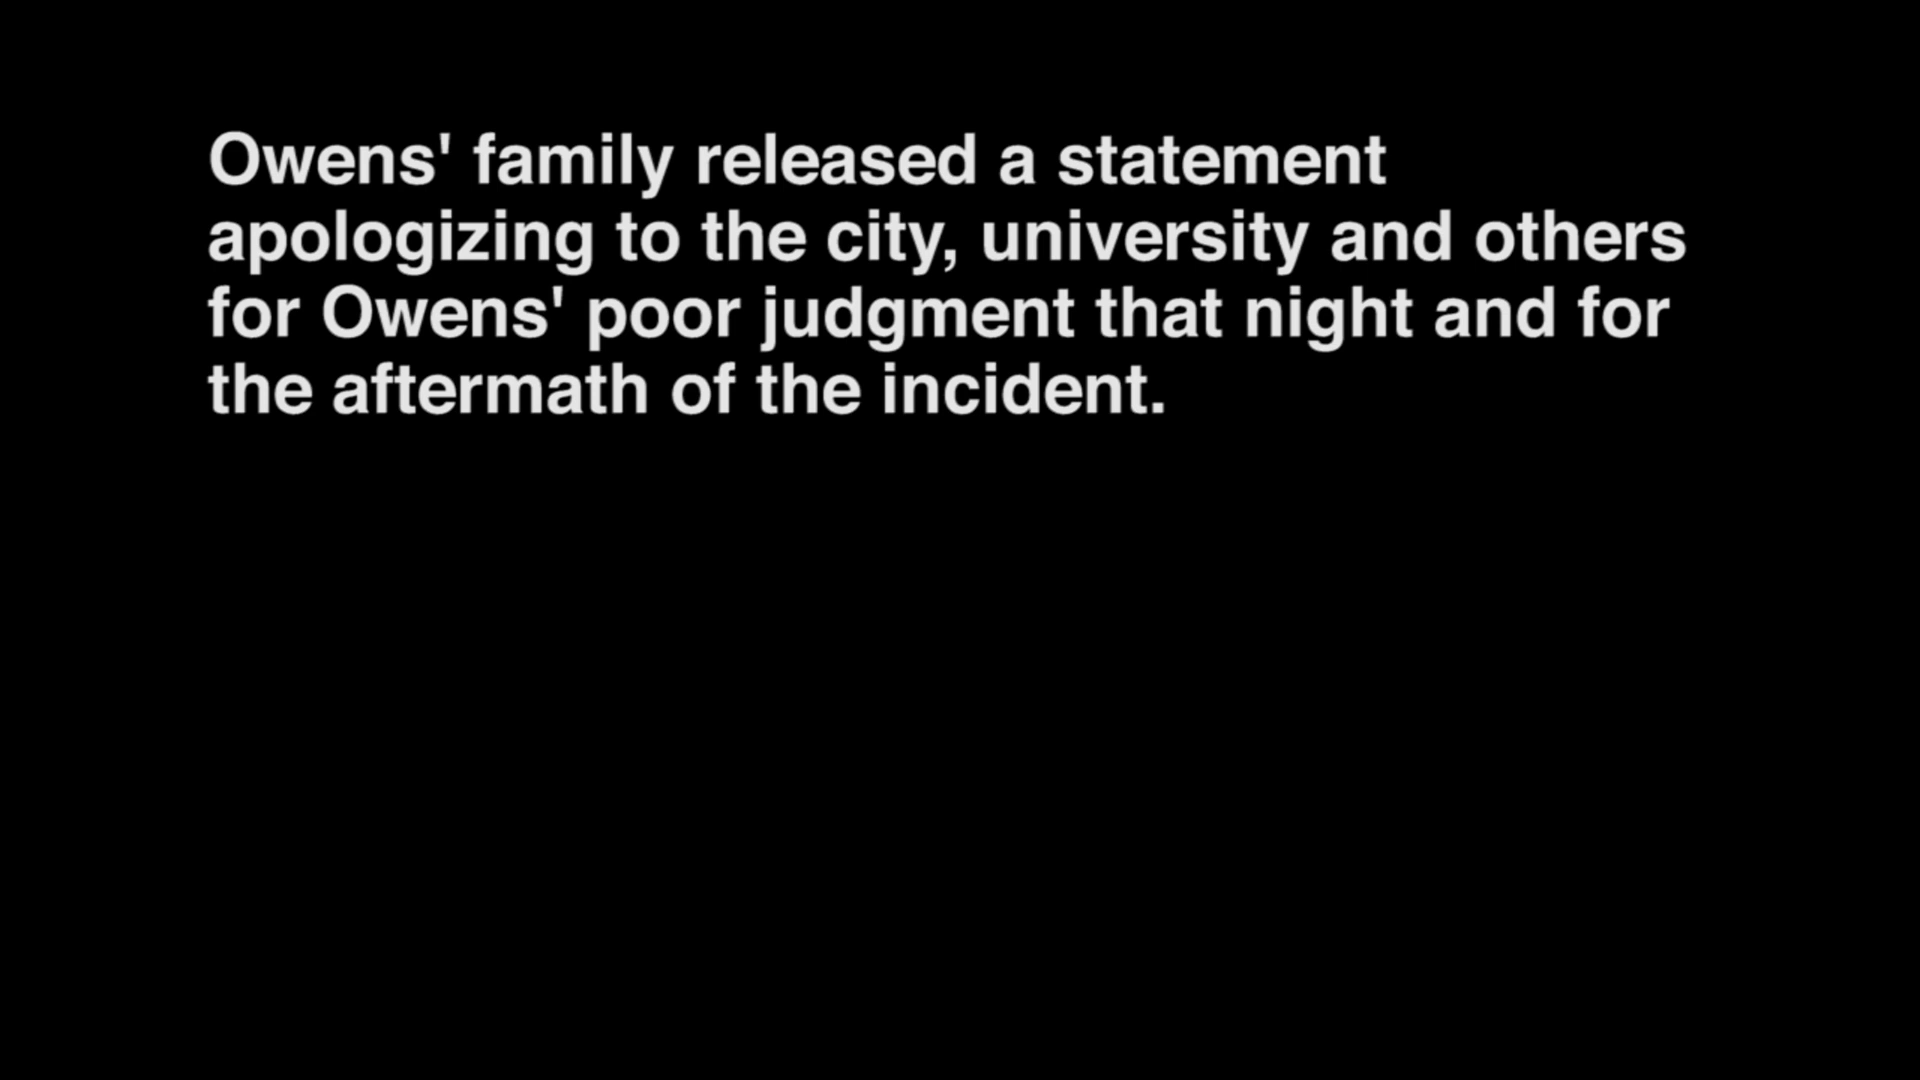 Owens' family released a statement
apologizing to the city, university and others
for Owens' poor judgment that night and for
the aftermath of the incident.